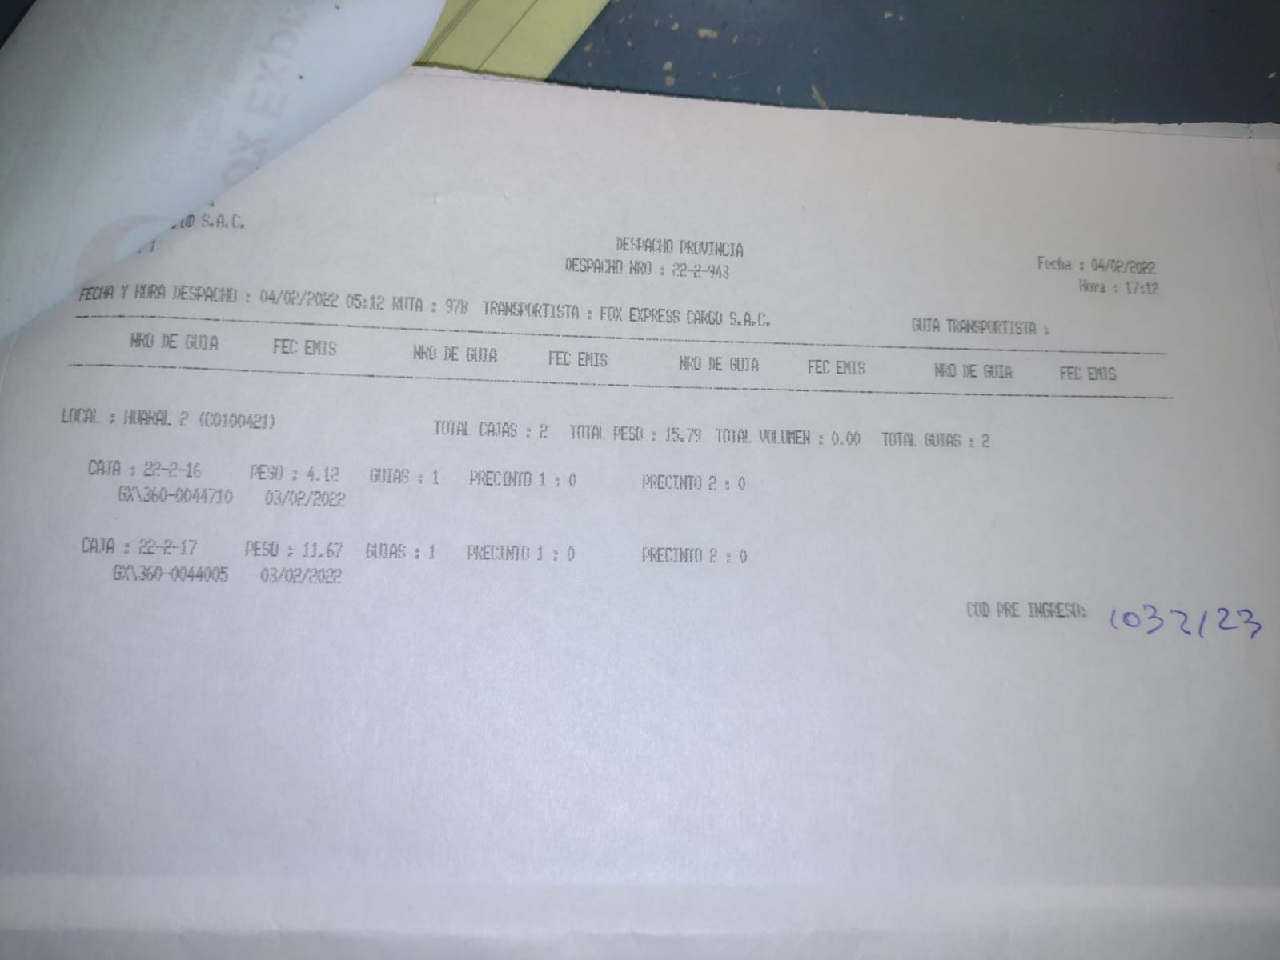 OX EXP
S.A.C.
1
DESPACHO PROVINCIA
DESPACHO NRO : 22-2-943
Fecha : 04/02/2022
Hora : 17:12
FECHA Y HORA DESPACHO : 04/02/2022 05:12 RUTA : 97B TRANSPORTISTA : FOX EXPRESS CARGO S.A.C. GUIA TRANSPORTISTA :
NRO DE GUIA FEC EMIS NRO DE GUIA FEC EMIS NRO DE GUIA FEC EMIS NRO DE GUIA FEC EMIS
LOCAL : HUARAL 2 (C0100421) TOTAL CAJAS : 2 TOTAL PESO : 15.79 TOTAL VOLUMEN : 0.00 TOTAL GUIAS : 2
CAJA : 22-2-16 PESO : 4.12 GUIAS : 1 PRECINTO 1 : 0 PRECINTO 2 : 0
GX\360-0044710 03/02/2022
CAJA : 22-2-17 PESO : 11.67 GUIAS : 1 PRECINTO 1 : 0 PRECINTO 2 : 0
GX\360-0044005 03/02/2022
COD PRE INGRESO: 1032123